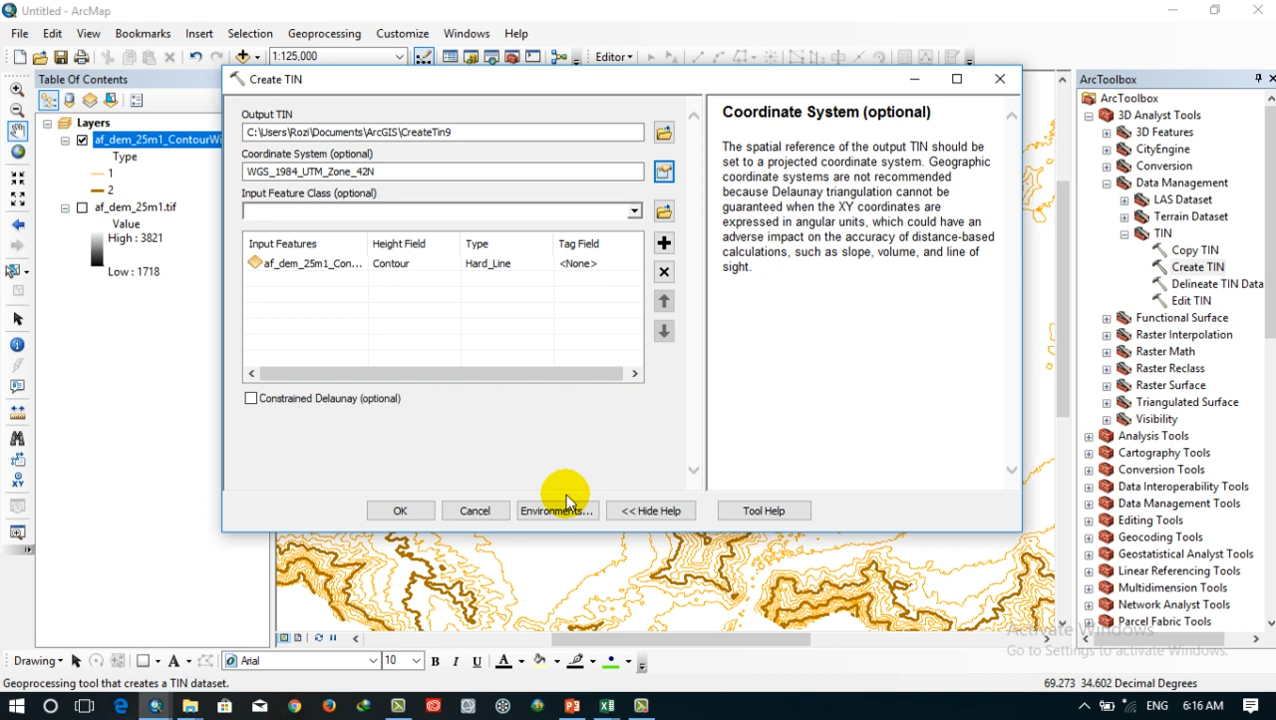 Untitled - ArcMap
File Edit View Bookmarks Insert Selection Geoprocessing Customize Windows Help
1:125,000
Editor
Table Of Contents
Layers
af_dem_25m1_ContourWi
Type
1
2
af_dem_25m1.tif
Value
High : 3821
Low : 1718
Create TIN
Output TIN
C:\Users\Rozi\Documents\ArcGIS\CreateTin9
Coordinate System (optional)
WGS_1984_UTM_Zone_42N
Input Feature Class (optional)
Input Features Height Field Type Tag Field
af_dem_25m1_Con... Contour Hard_Line <None>
Constrained Delaunay (optional)
OK Cancel Environments... << Hide Help Tool Help
Coordinate System (optional)
The spatial reference of the output TIN should be
set to a projected coordinate system. Geographic
coordinate systems are not recommended
because Delaunay triangulation cannot be
guaranteed when the XY coordinates are
expressed in angular units, which could have an
adverse impact on the accuracy of distance-based
calculations, such as slope, volume, and line of
sight.
ArcToolbox
ArcToolbox
3D Analyst Tools
3D Features
CityEngine
Conversion
Data Management
LAS Dataset
Terrain Dataset
TIN
Copy TIN
Create TIN
Delineate TIN Data
Edit TIN
Functional Surface
Raster Interpolation
Raster Math
Raster Reclass
Raster Surface
Triangulated Surface
Visibility
Analysis Tools
Cartography Tools
Conversion Tools
Data Interoperability Tools
Data Management Tools
Editing Tools
Geocoding Tools
Geostatistical Analyst Tools
Linear Referencing Tools
Multidimension Tools
Network Analyst Tools
Parcel Fabric Tools
Activate Windows
Go to Settings to activate Windows.
Drawing A Arial 10 B I U A
Geoprocessing tool that creates a TIN dataset.
69.273 34.602 Decimal Degrees
ENG 6:16 AM